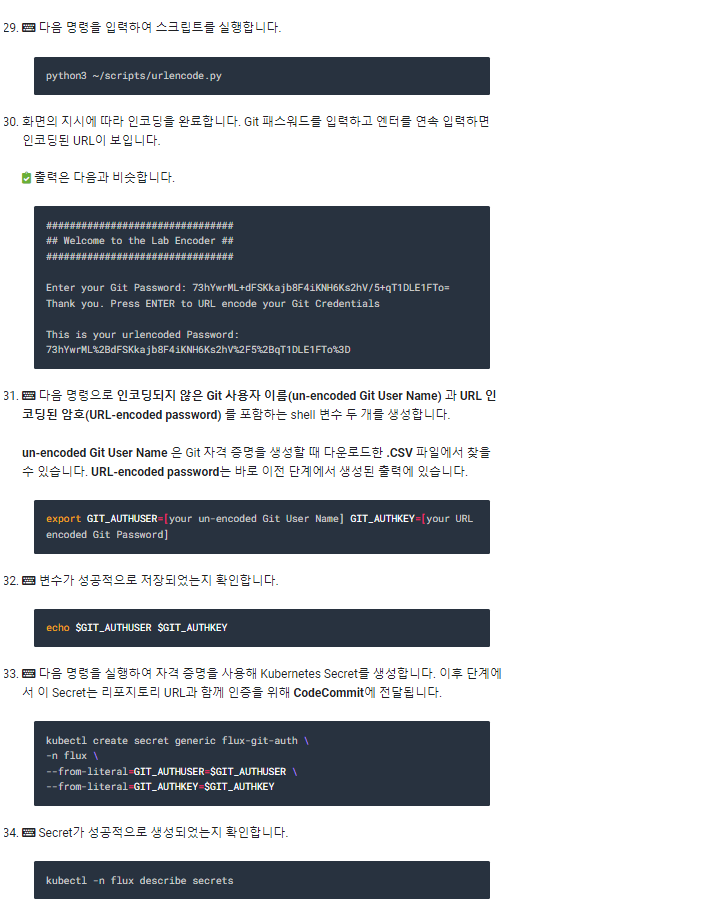 29. 다음 명령을 입력하여 스크립트를 실행합니다.
python3 ~/scripts/urlencode.py
30. 화면의 지시에 따라 인코딩을 완료합니다. Git 패스워드를 입력하고 엔터를 연속 입력하면
인코딩된 URL이 보입니다.
출력은 다음과 비슷합니다.
################################
## Welcome to the Lab Encoder ##
################################
Enter your Git Password: 73hYwrML+dFSKkajb8F4iKNH6Ks2hV/5+qT1DLE1FTo=
Thank you. Press ENTER to URL encode your Git Credentials
This is your urlencoded Password:
73hYwrML%2BdFSKkajb8F4iKNH6Ks2hV%2F5%2BqT1DLE1FTo%3D
31. 다음 명령으로 인코딩되지 않은 Git 사용자 이름(un-encoded Git User Name) 과 URL 인
코딩된 암호(URL-encoded password) 를 포함하는 shell 변수 두 개를 생성합니다.
un-encoded Git User Name 은 Git 자격 증명을 생성할 때 다운로드한 .CSV 파일에서 찾을
수 있습니다. URL-encoded password는 바로 이전 단계에서 생성된 출력에 있습니다.
export GIT_AUTHUSER=[your un-encoded Git User Name] GIT_AUTHKEY=[your URL
encoded Git Password]
32. 변수가 성공적으로 저장되었는지 확인합니다.
echo $GIT_AUTHUSER $GIT_AUTHKEY
33. 다음 명령을 실행하여 자격 증명을 사용해 Kubernetes Secret를 생성합니다. 이후 단계에
서 이 Secret는 리포지토리 URL과 함께 인증을 위해 CodeCommit에 전달됩니다.
kubectl create secret generic flux-git-auth \
-n flux \
--from-literal=GIT_AUTHUSER=$GIT_AUTHUSER \
--from-literal=GIT_AUTHKEY=$GIT_AUTHKEY
34. Secret가 성공적으로 생성되었는지 확인합니다.
kubectl -n flux describe secrets